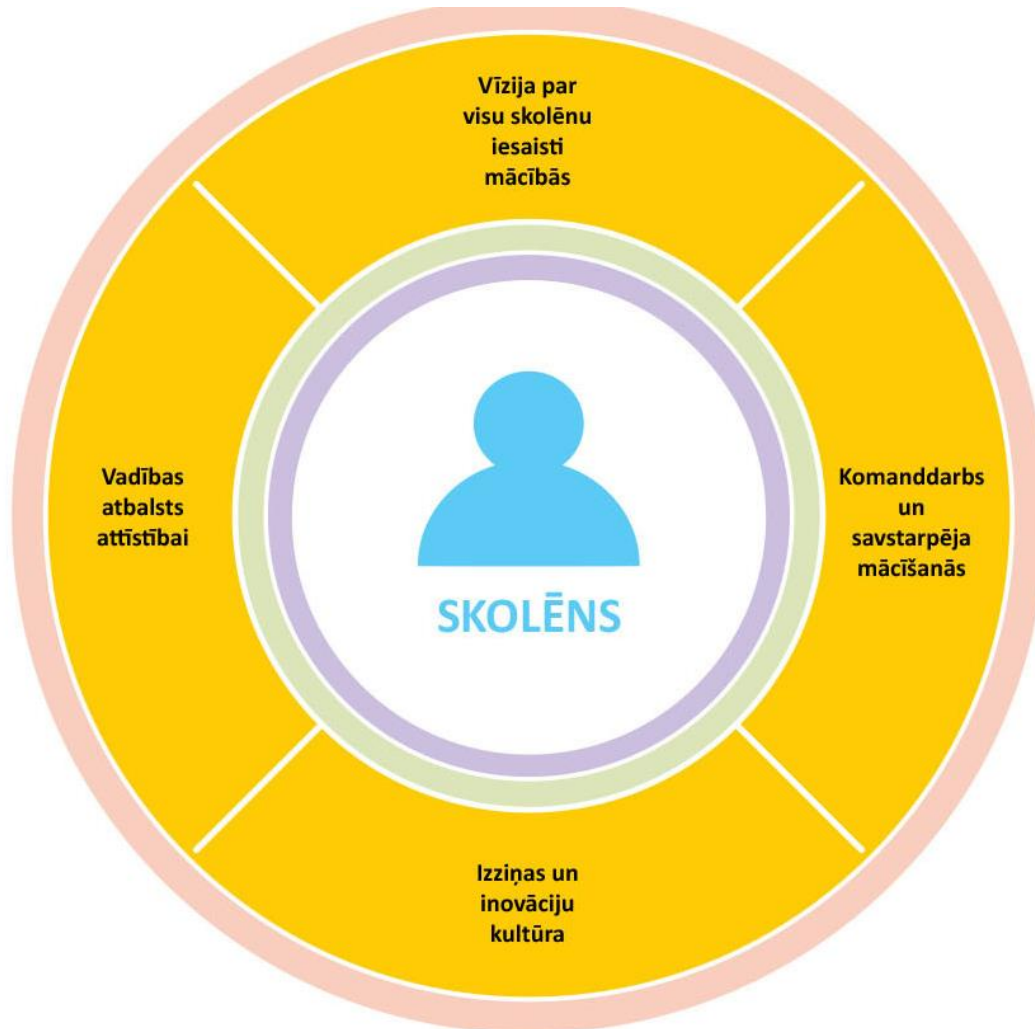 Vīzija par
visu skolēnu
iesaisti
mācībās
Vadības
atbalsts
attīstībai
Komanddarbs
un
savstarpēja
mācīšanās
SKOLĒNS
Izziņas un
inovāciju
kultūra